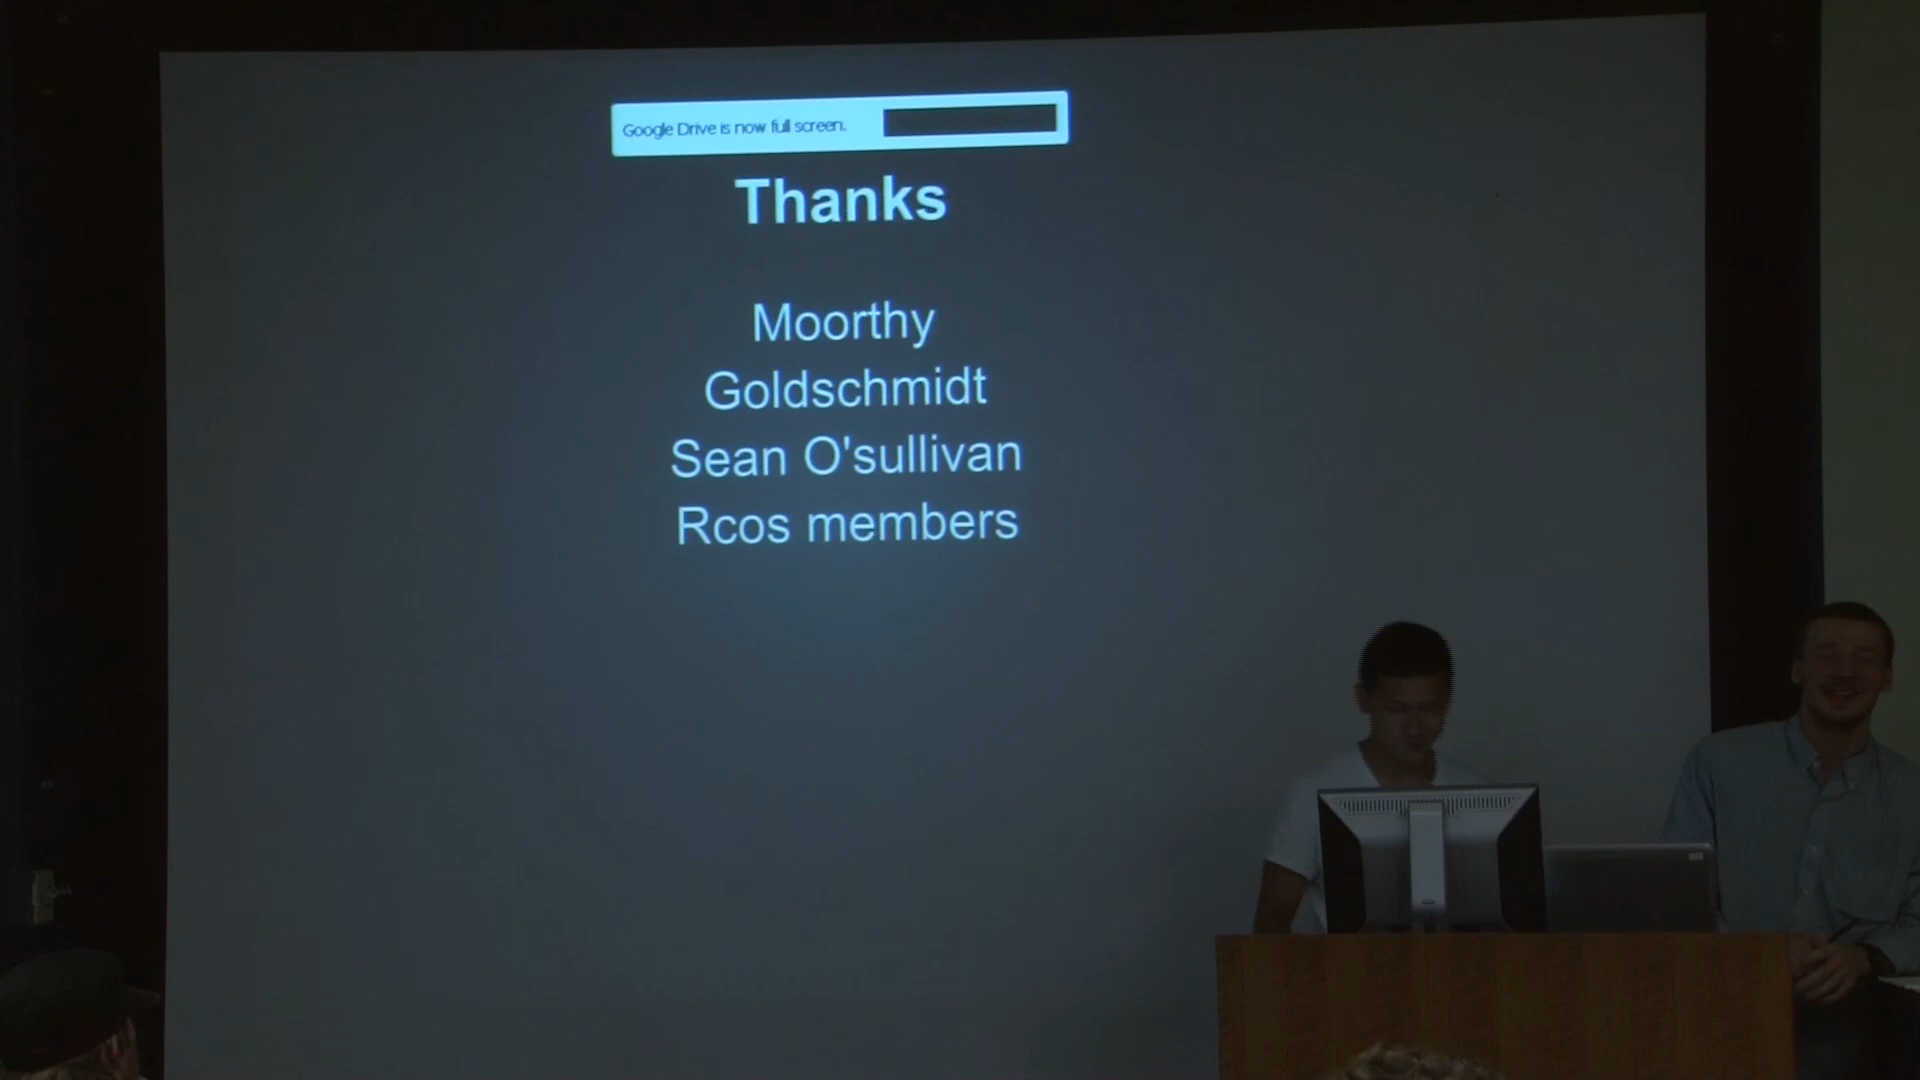 Google Drive is now full screen.
Thanks
Moorthy
Goldschmidt
Sean O'sullivan
Rcos members